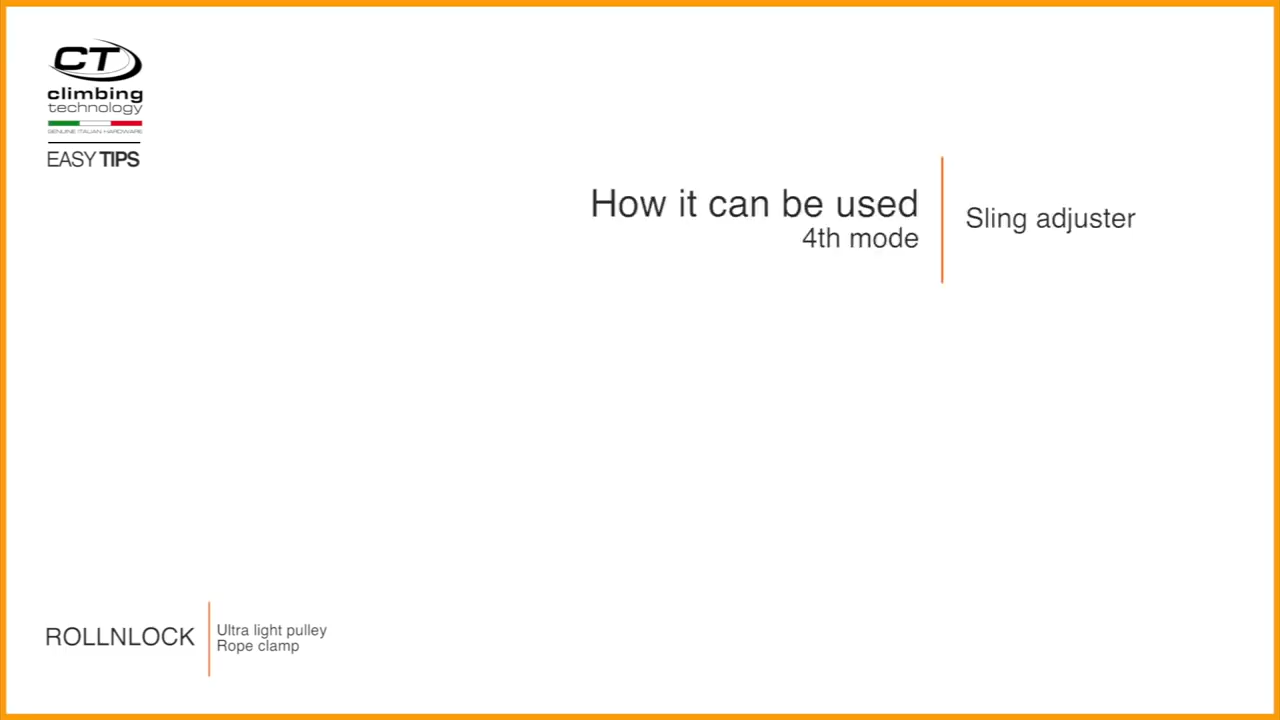 CT
climbing
technology
GENUINE ITALIAN HARDWARE
EASY TIPS
How it can be used
4th mode
Sling adjuster
ROLLNLOCK
Ultra light pulley
Rope clamp